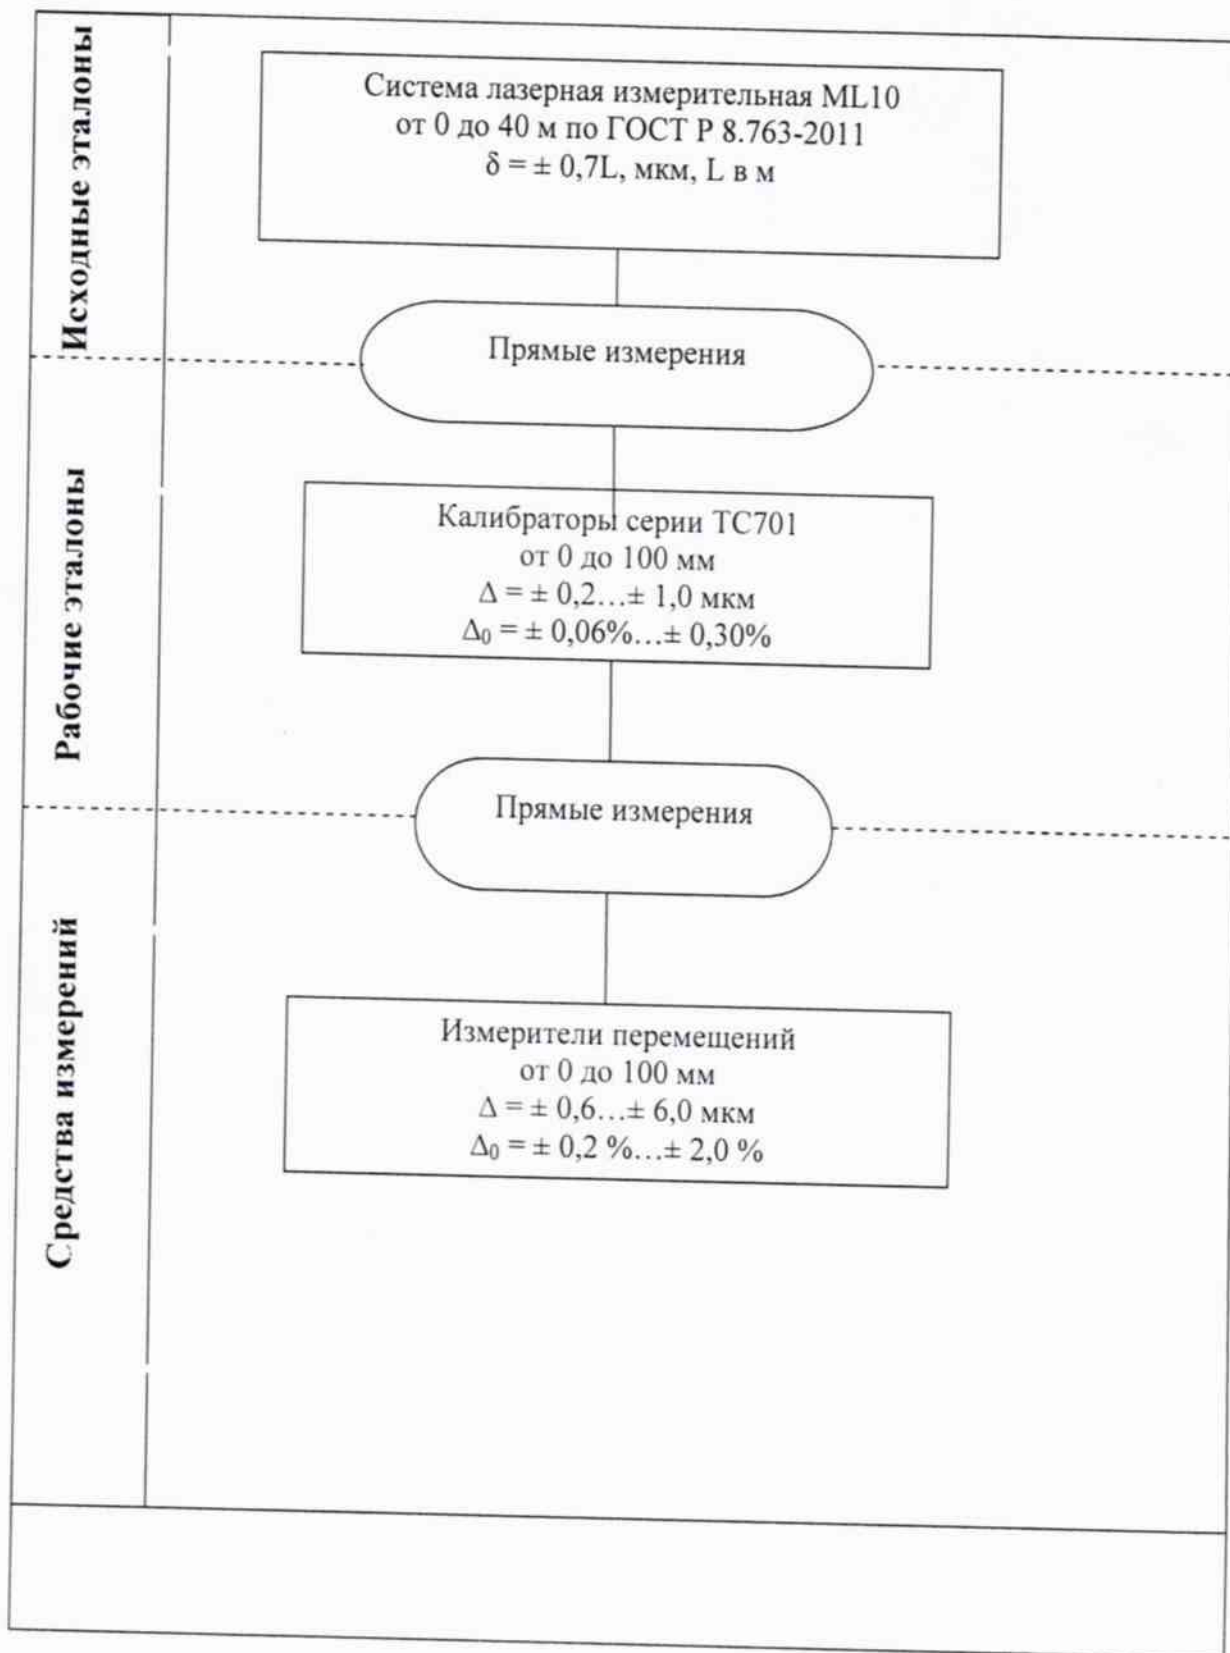 Исходные эталоны
Система лазерная измерительная ML10
от 0 до 40 м по ГОСТ Р 8.763-2011
δ = ± 0,7L, мкм, L в м
Прямые измерения
Рабочие эталоны
Калибраторы серии ТС701
от 0 до 100 мм
Δ = ± 0,2…± 1,0 мкм
Δ₀ = ± 0,06%…± 0,30%
Прямые измерения
Средства измерений
Измерители перемещений
от 0 до 100 мм
Δ = ± 0,6…± 6,0 мкм
Δ₀ = ± 0,2 %…± 2,0 %